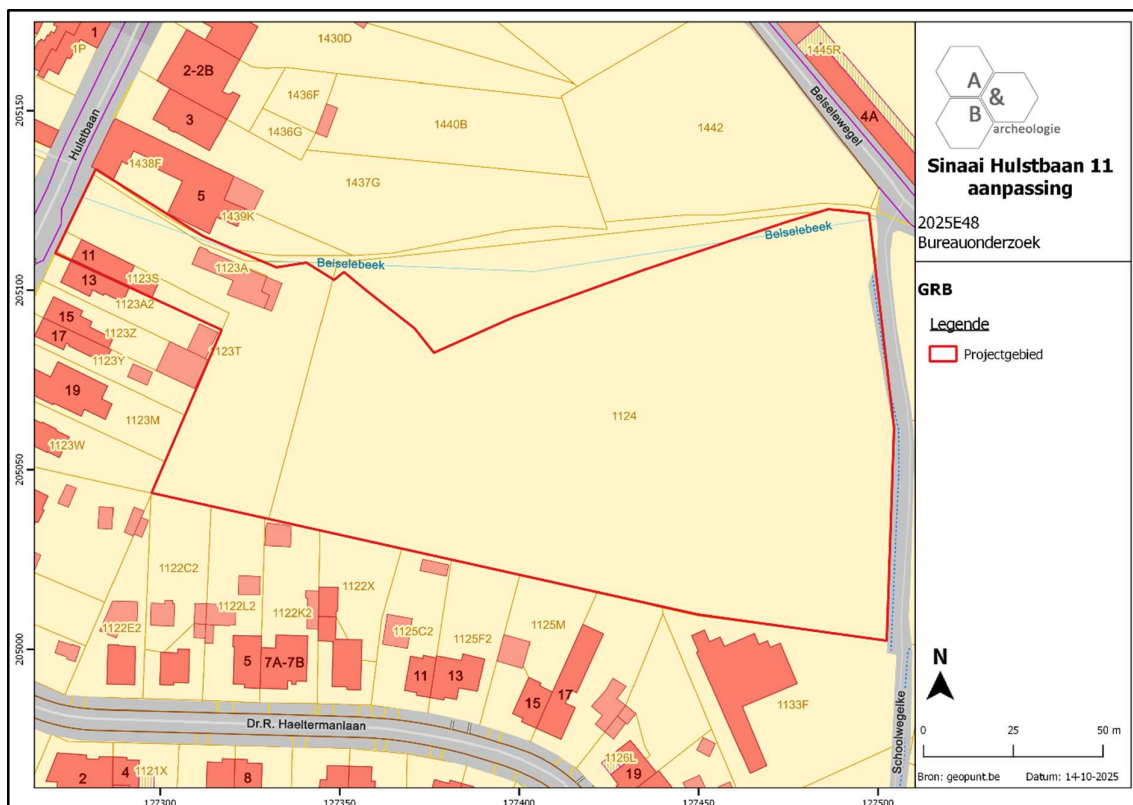 1
1P
1430D
1445R
2-2B
3
1436F
1436G
1440B
1442
4A
Hulstbaan
Belselewegel
1438F
5
1437G
1439K
Belselebeek
Belselebeek
1123A
11
13
1123S
1123A2
15
1123Z
17
1123Y
1123T
19
1123M
1123W
1124
1122C2
1122X
1122L2
1122K2
1122E2
1125C2
1125F2
1125M
5
7A-7B
11
13
15
17
1133F
Dr.R. Haeltermanlaan
1126L
19
2
4
1121X
8
Schoolwegelke
205150
205100
205050
205000
127300
127350
127400
127450
127500
A
&
B
archeologie
Sinaai Hulstbaan 11
aanpassing
2025E48
Bureauonderzoek
GRB
Legende
Projectgebied
N
0 25 50 m
Bron: geopunt.be Datum: 14-10-2025